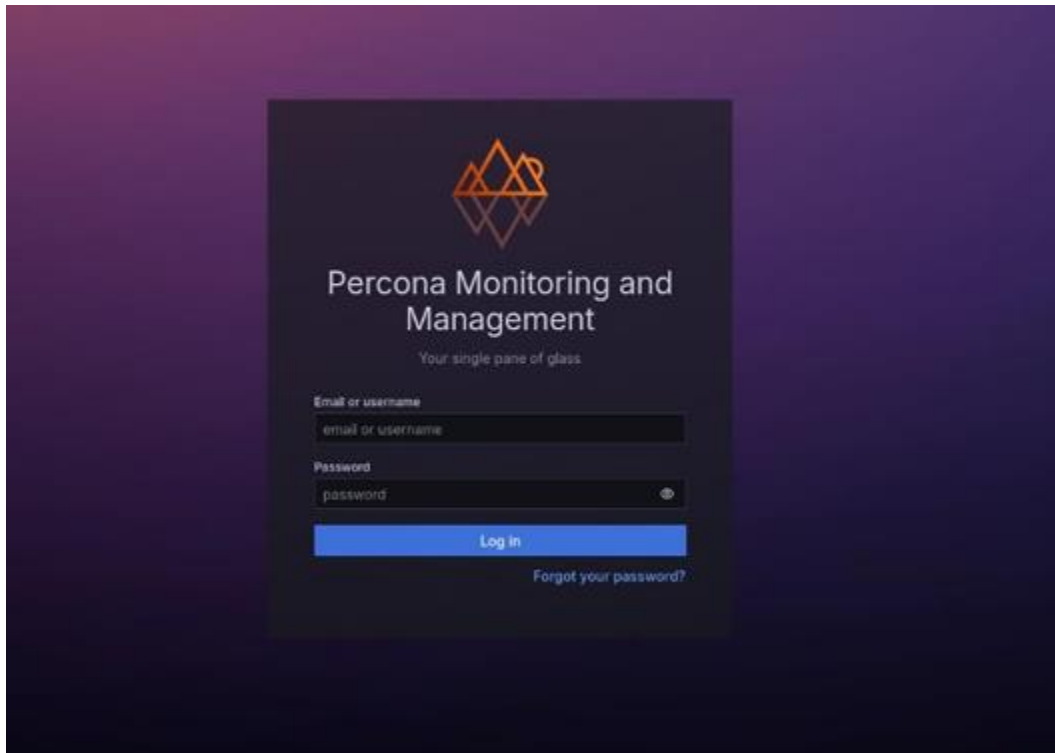 Percona Monitoring and
Management
Your single pane of glass
Email or username
email or username
Password
password
Log in
Forgot your password?